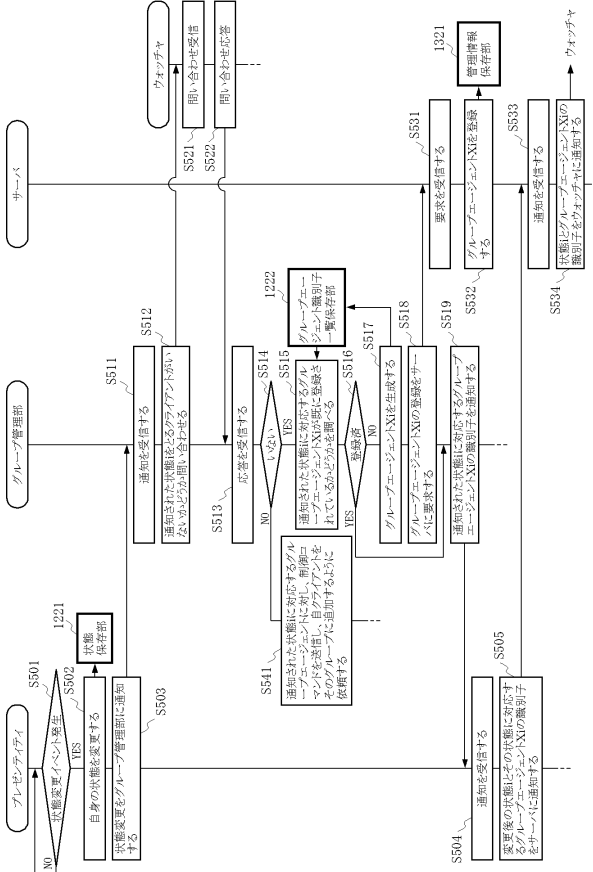 プレゼンティティ
グループ管理部
サーバ
ウォッチャ
S501
状態変更イベント発生
NO
YES
S502
自身の状態を変更する
1221
状態
保存部
S503
状態変更をグループ管理部に通知
する
S511
通知を受信する
S512
通知された状態iをとるクライアントがい
ないかどうか問い合わせる
S521
問い合わせ受信
S522
問い合わせ応答
S513
応答を受信する
S514
いない
NO
YES
S515
通知された状態iに対応するグル
ープエージェントXiが既に登録さ
れているかどうかを調べる
1222
グループエー
ジェント識別子
一覧保存部
S516
登録済
YES
NO
S541
通知された状態iに対応するグル
ープエージェントに対し、制御コ
マンドを送信し、自クライアントを
そのグループに追加するように
依頼する
S517
グループエージェントXiを生成する
S518
グループエージェントXiの登録をサー
バに要求する
S531
要求を受信する
S532
グループエージェントXiを登録
する
1321
管理情報
保存部
S519
通知された状態iに対応するグループ
エージェントXiの識別子を通知する
S504
通知を受信する
S505
変更後の状態iとその状態に対応す
るグループエージェントXiの識別子
をサーバに通知する
S533
通知を受信する
S534
状態iとグループエージェントXiの
識別子をウォッチャに通知する
ウォッチャ